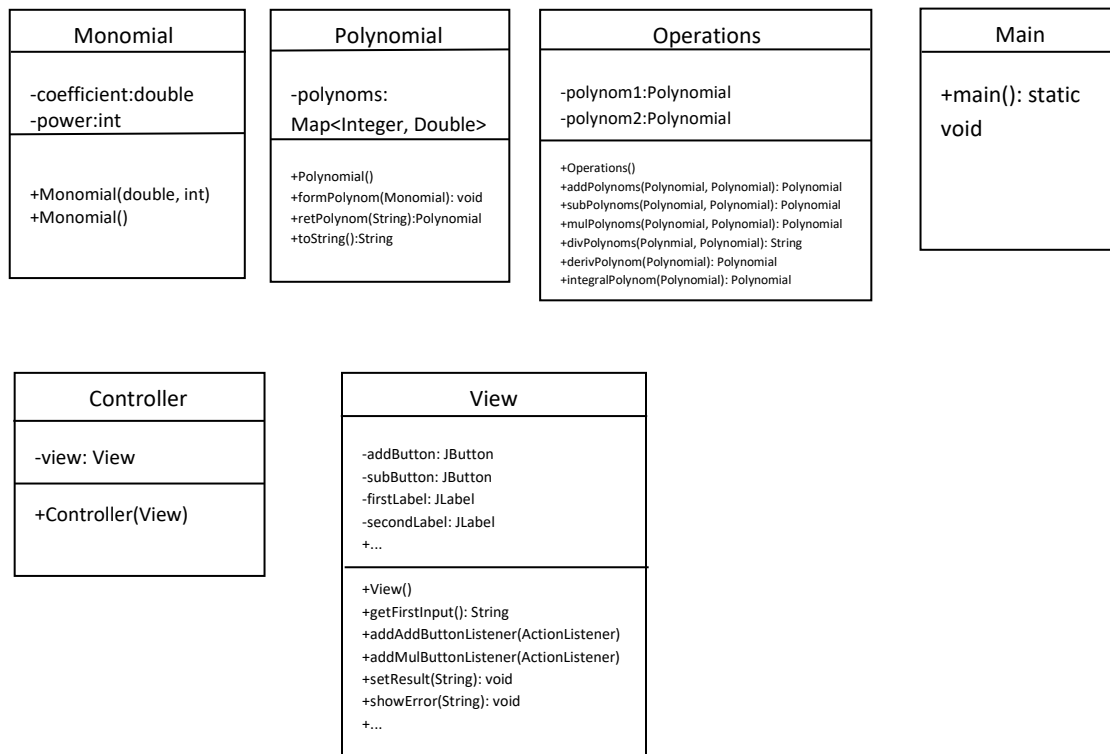 Monomial
-coefficient:double
-power:int
+Monomial(double, int)
+Monomial()
Polynomial
-polynoms:
Map<Integer, Double>
+Polynomial()
+formPolynom(Monomial): void
+retPolynom(String):Polynomial
+toString():String
Operations
-polynom1:Polynomial
-polynom2:Polynomial
+Operations()
+addPolynoms(Polynomial, Polynomial): Polynomial
+subPolynoms(Polynomial, Polynomial): Polynomial
+mulPolynoms(Polynomial, Polynomial): Polynomial
+divPolynoms(Polynmial, Polynomial): String
+derivPolynom(Polynomial): Polynomial
+integralPolynom(Polynomial): Polynomial
Main
+main(): static
void
Controller
-view: View
+Controller(View)
View
-addButton: JButton
-subButton: JButton
-firstLabel: JLabel
-secondLabel: JLabel
+...
+View()
+getFirstInput(): String
+addAddButtonListener(ActionListener)
+addMulButtonListener(ActionListener)
+setResult(String): void
+showError(String): void
+...